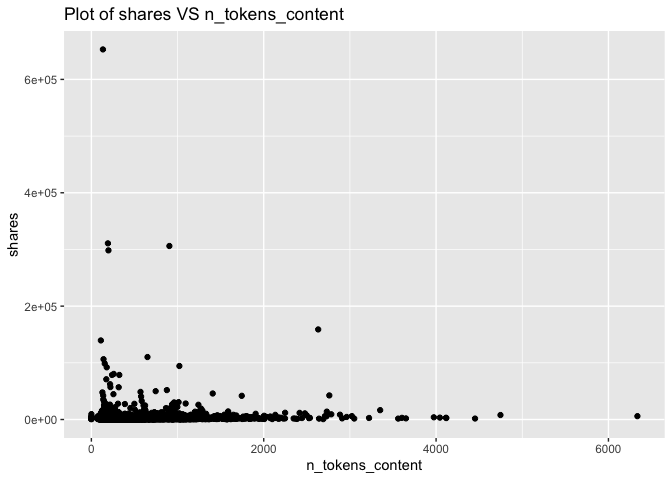 Plot of shares VS n_tokens_content
6e+05
4e+05
2e+05
0e+00
shares
0
2000
4000
6000
n_tokens_content